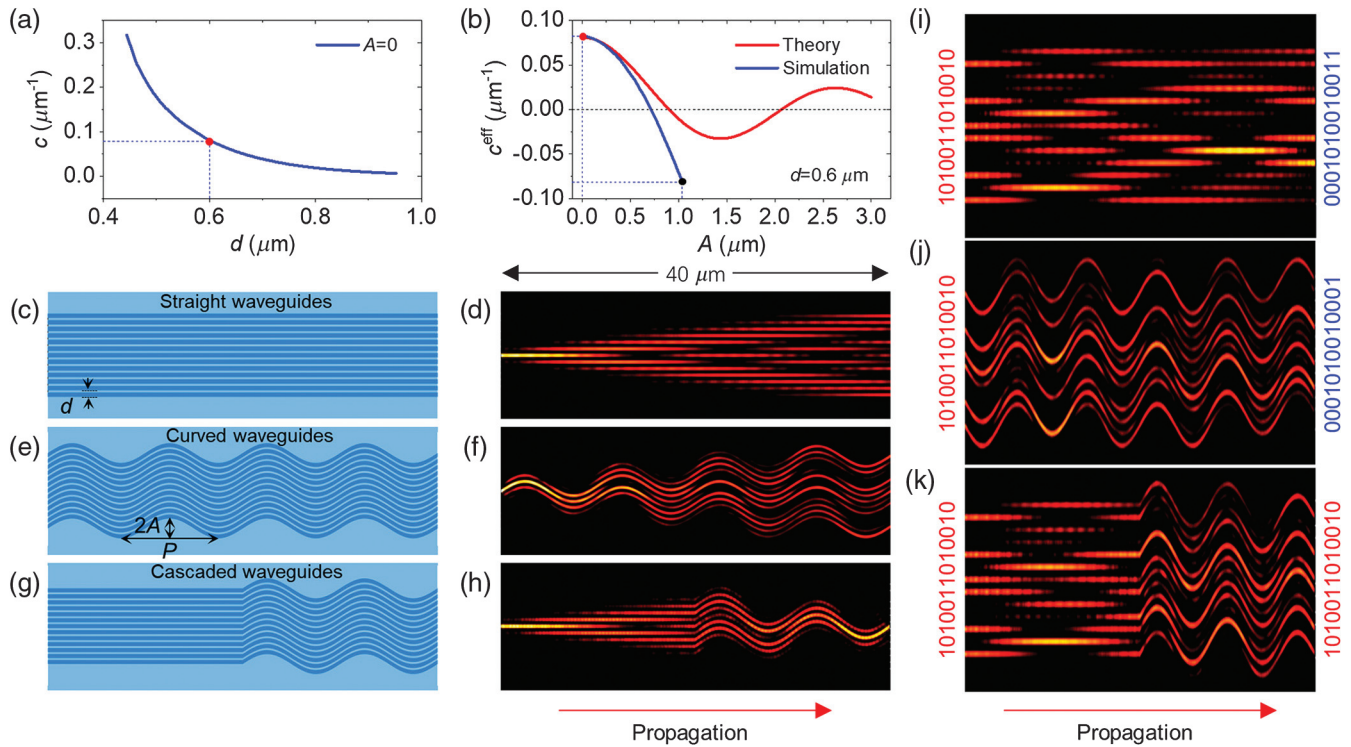 (a)
0.3
0.2
0.1
0.0
c (μm⁻¹)
A=0
0.4
0.6
0.8
1.0
d (μm)
(b)
0.10
0.05
0.00
-0.05
-0.10
cᵉᶠᶠ (μm⁻¹)
Theory
Simulation
d=0.6 μm
0.0
0.5
1.0
1.5
2.0
2.5
3.0
A (μm)
40 μm
(c)
Straight waveguides
d
(d)
(e)
Curved waveguides
2A
P
(f)
(g)
Cascaded waveguides
(h)
Propagation
(i)
1010011010010
0001010010011
(j)
1010011010010
0001010010001
(k)
1010011010010
1010011010010
Propagation